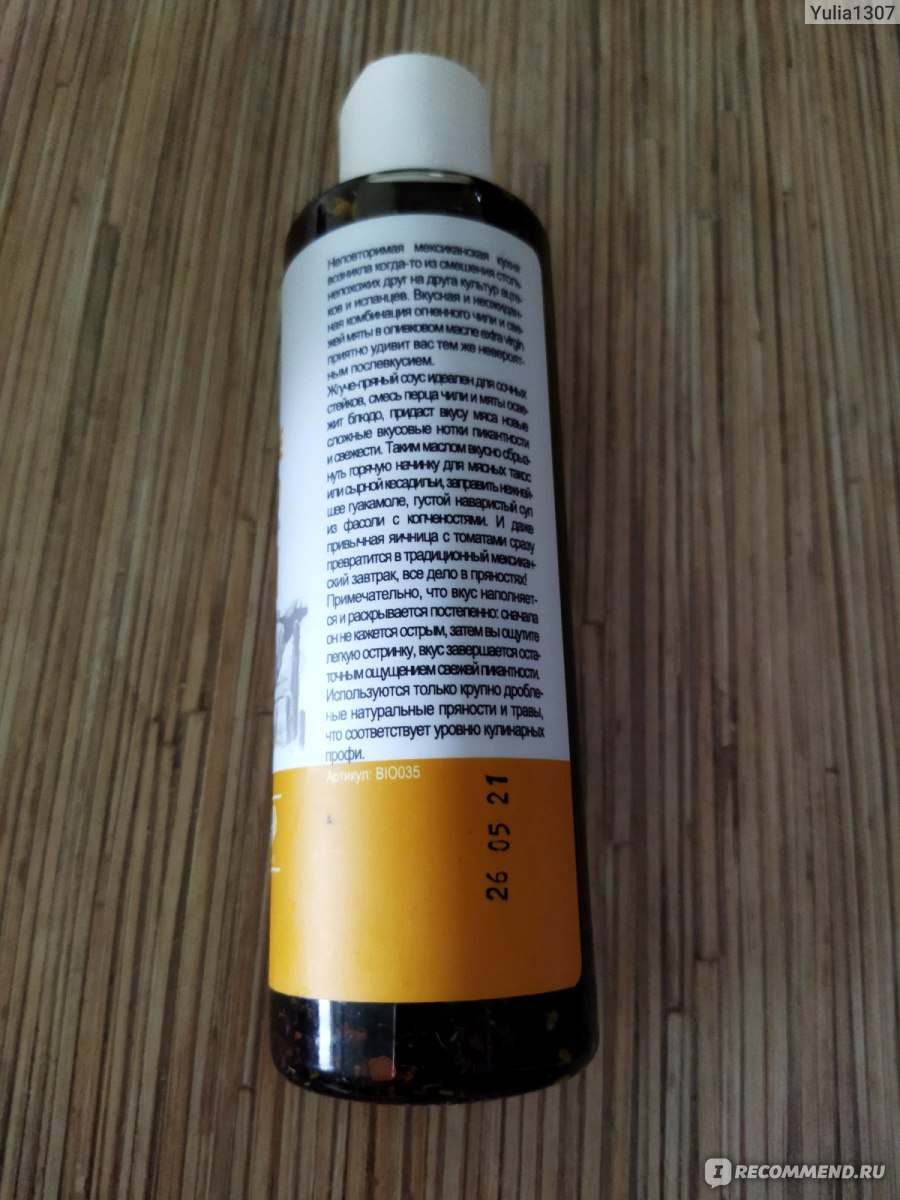 Yulia1307
Неповторимая мексиканская кухня
возникла когда-то из смешения столь
непохожих друг на друга культур ацте-
ков и испанцев. Вкусная и неожидан-
ная комбинация огненного чили и све-
жей мяты в оливковом масле extra virgin
приятно удивит вас тем же невероят-
ным послевкусием.
Жгуче-пряный соус идеален для сочных
стейков, смесь перца чили и мяты осве-
жит блюдо, придаст вкусу мяса новые
сложные вкусовые нотки пикантности
и свежести. Таким маслом вкусно сбрыз-
нуть горячую начинку для мясных такос
или сырной кесадильи, заправить нежней-
шее гуакамоле, густой наваристый суп
из фасоли с копченостями. И даже
привычная яичница с томатами сразу
превратится в традиционный мексикан-
ский завтрак, все дело в пряностях!
Примечательно, что вкус наполняет-
ся и раскрывается постепенно: сначала
он не кажется острым, затем вы ощутите
легкую остринку, вкус завершается оста-
точным ощущением свежей пикантности.
Используются только крупно дробле-
ные натуральные пряности и травы,
что соответствует уровню кулинарных
профи.
Артикул: BIO035
26 05 21
IRECOMMEND.RU